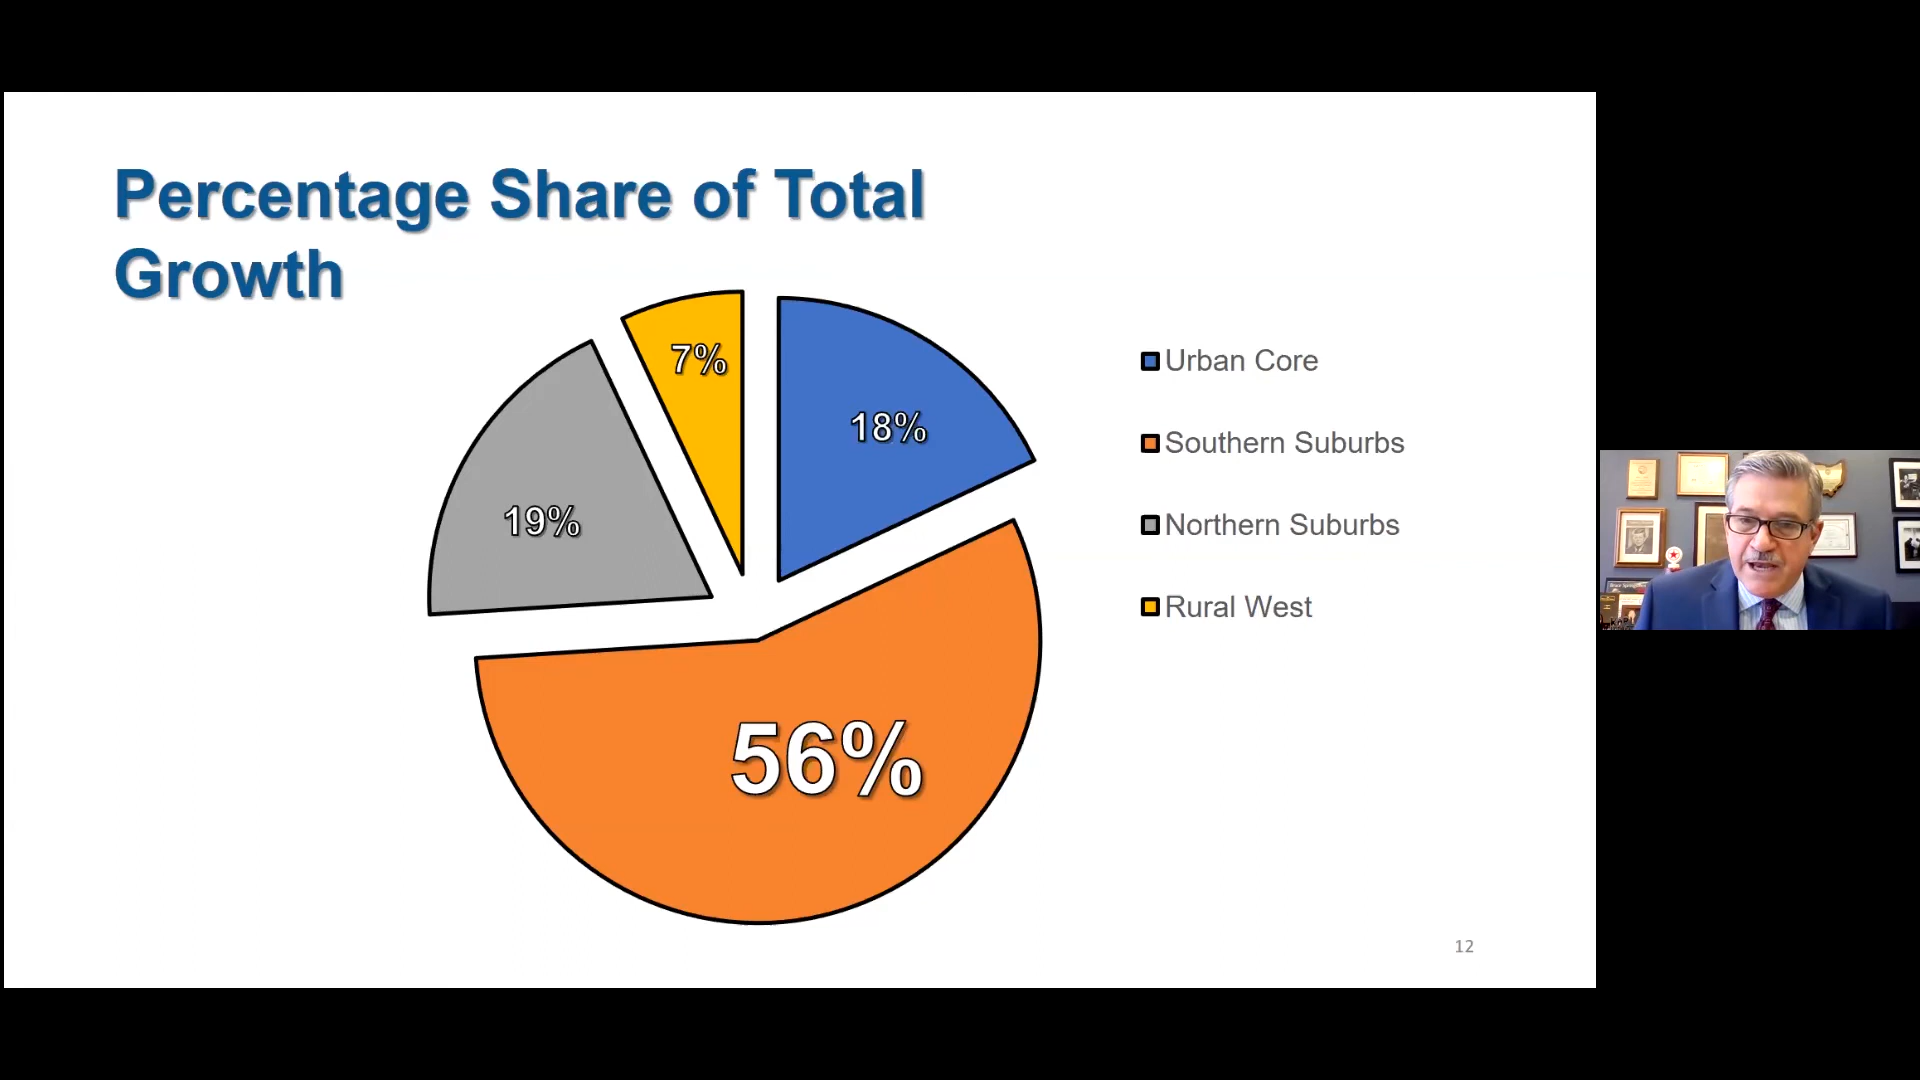 Percentage Share of Total
Growth
7%
18%
19%
56%
Urban Core
Southern Suburbs
Northern Suburbs
Rural West
12